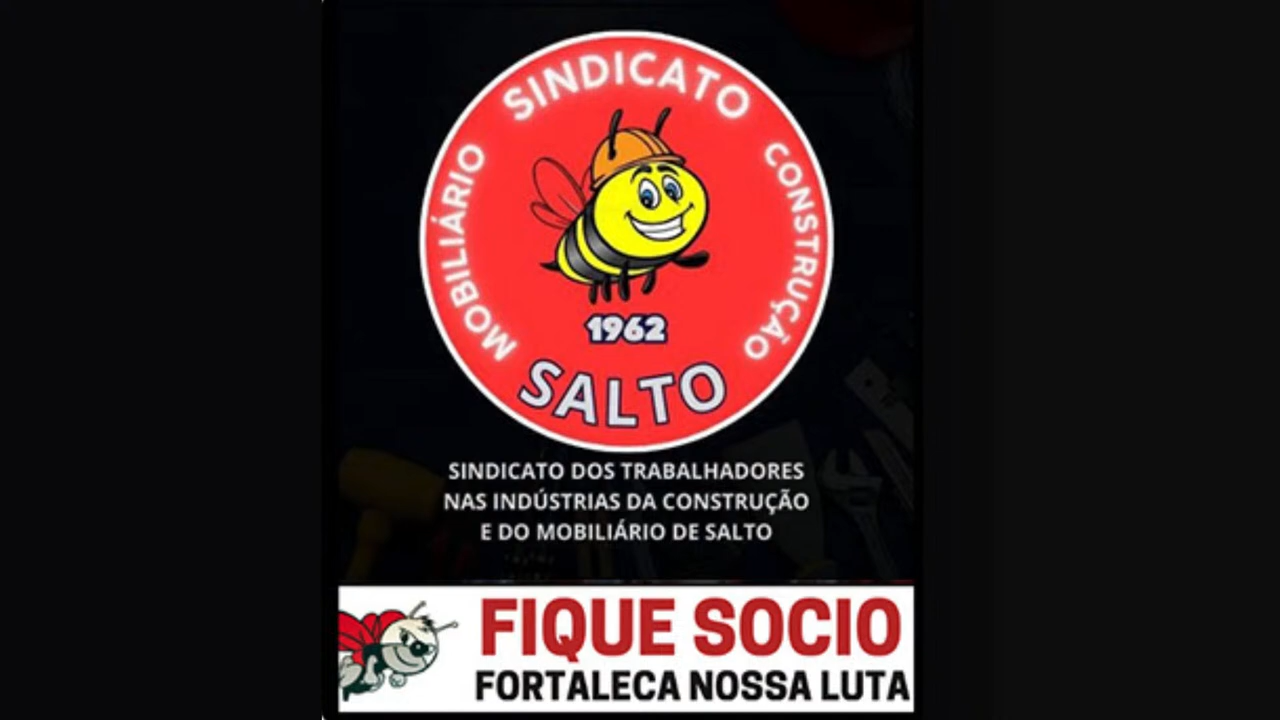 SINDICATO
MOBILIÁRIO
CONSTRUÇÃO
1962
SALTO
SINDICATO DOS TRABALHADORES
NAS INDÚSTRIAS DA CONSTRUÇÃO
E DO MOBILIÁRIO DE SALTO
FIQUE SOCIO
FORTALECA NOSSA LUTA